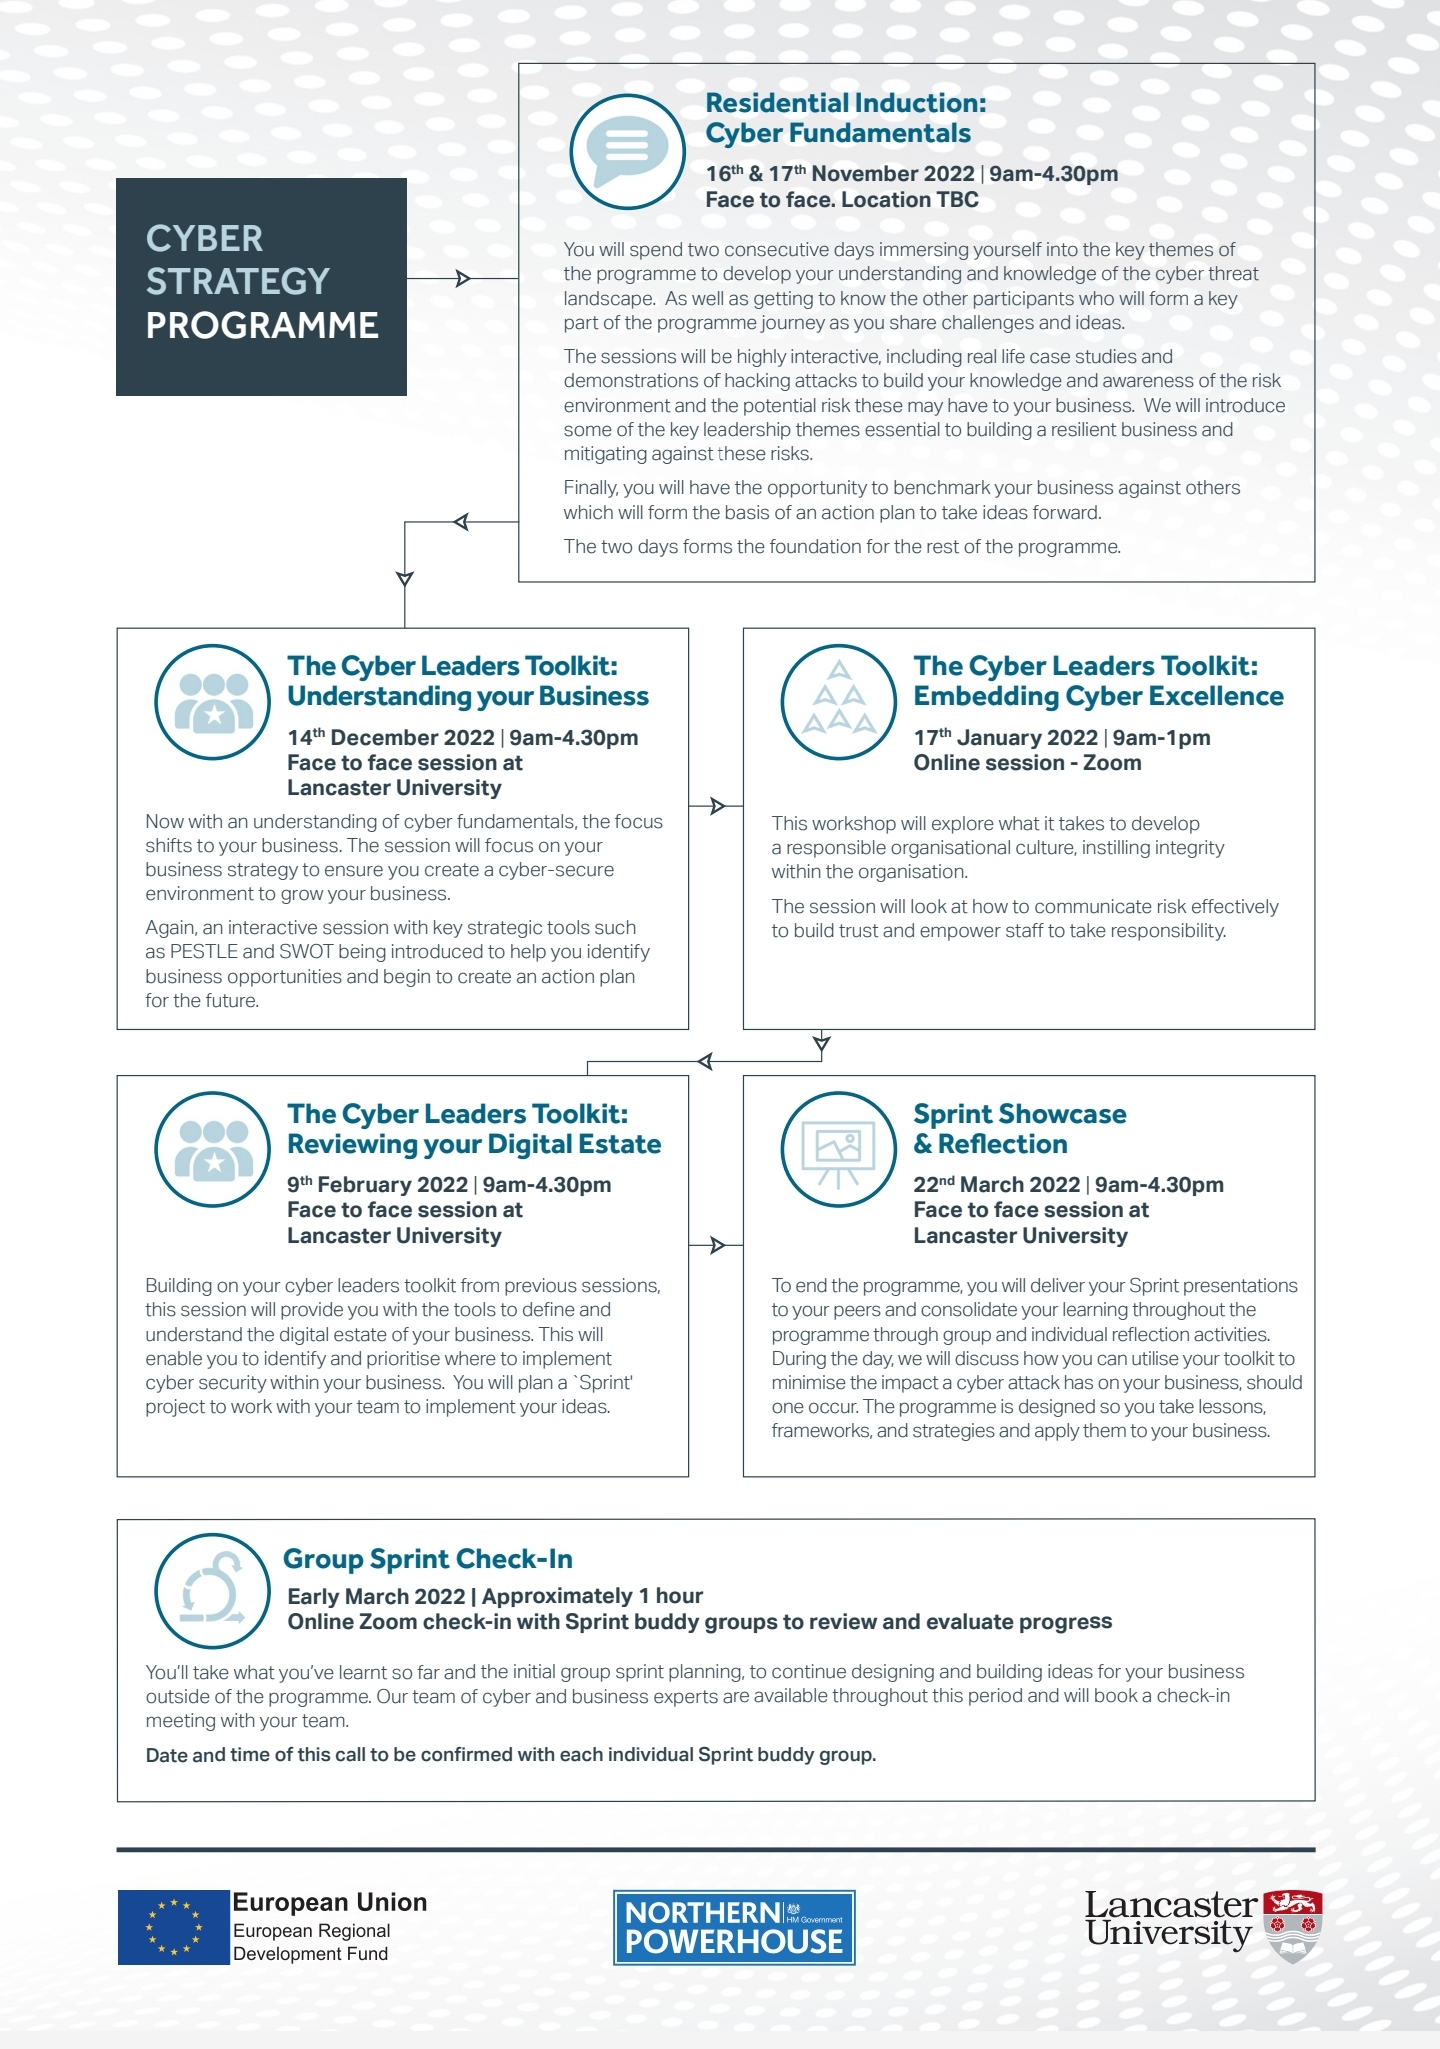 CYBER
STRATEGY
PROGRAMME
Residential Induction:
Cyber Fundamentals
16th & 17th November 2022 | 9am-4.30pm
Face to face. Location TBC
You will spend two consecutive days immersing yourself into the key themes of
the programme to develop your understanding and knowledge of the cyber threat
landscape.  As well as getting to know the other participants who will form a key
part of the programme journey as you share challenges and ideas.
The sessions will be highly interactive, including real life case studies and
demonstrations of hacking attacks to build your knowledge and awareness of the risk
environment and the potential risk these may have to your business.  We will introduce
some of the key leadership themes essential to building a resilient business and
mitigating against these risks.
Finally, you will have the opportunity to benchmark your business against others
which will form the basis of an action plan to take ideas forward.
The two days forms the foundation for the rest of the programme.
The Cyber Leaders Toolkit:
Understanding your Business
14th December 2022 | 9am-4.30pm
Face to face session at
Lancaster University
Now with an understanding of cyber fundamentals, the focus
shifts to your business. The session will focus on your
business strategy to ensure you create a cyber-secure
environment to grow your business.
Again, an interactive session with key strategic tools such
as PESTLE and SWOT being introduced to help you identify
business opportunities and begin to create an action plan
for the future.
The Cyber Leaders Toolkit:
Embedding Cyber Excellence
17th January 2022 | 9am-1pm
Online session - Zoom
This workshop will explore what it takes to develop
a responsible organisational culture, instilling integrity
within the organisation.
The session will look at how to communicate risk effectively
to build trust and empower staff to take responsibility.
The Cyber Leaders Toolkit:
Reviewing your Digital Estate
9th February 2022 | 9am-4.30pm
Face to face session at
Lancaster University
Building on your cyber leaders toolkit from previous sessions,
this session will provide you with the tools to define and
understand the digital estate of your business. This will
enable you to identify and prioritise where to implement
cyber security within your business.  You will plan a `Sprint'
project to work with your team to implement your ideas.
Sprint Showcase
& Reflection
22nd March 2022 | 9am-4.30pm
Face to face session at
Lancaster University
To end the programme, you will deliver your Sprint presentations
to your peers and consolidate your learning throughout the
programme through group and individual reflection activities.
During the day, we will discuss how you can utilise your toolkit to
minimise the impact a cyber attack has on your business, should
one occur. The programme is designed so you take lessons,
frameworks, and strategies and apply them to your business.
Group Sprint Check-In
Early March 2022 | Approximately 1 hour
Online Zoom check-in with Sprint buddy groups to review and evaluate progress
You'll take what you've learnt so far and the initial group sprint planning, to continue designing and building ideas for your business
outside of the programme. Our team of cyber and business experts are available throughout this period and will book a check-in
meeting with your team.
Date and time of this call to be confirmed with each individual Sprint buddy group.
European Union
European Regional
Development Fund
NORTHERN
HM Government
POWERHOUSE
Lancaster
University